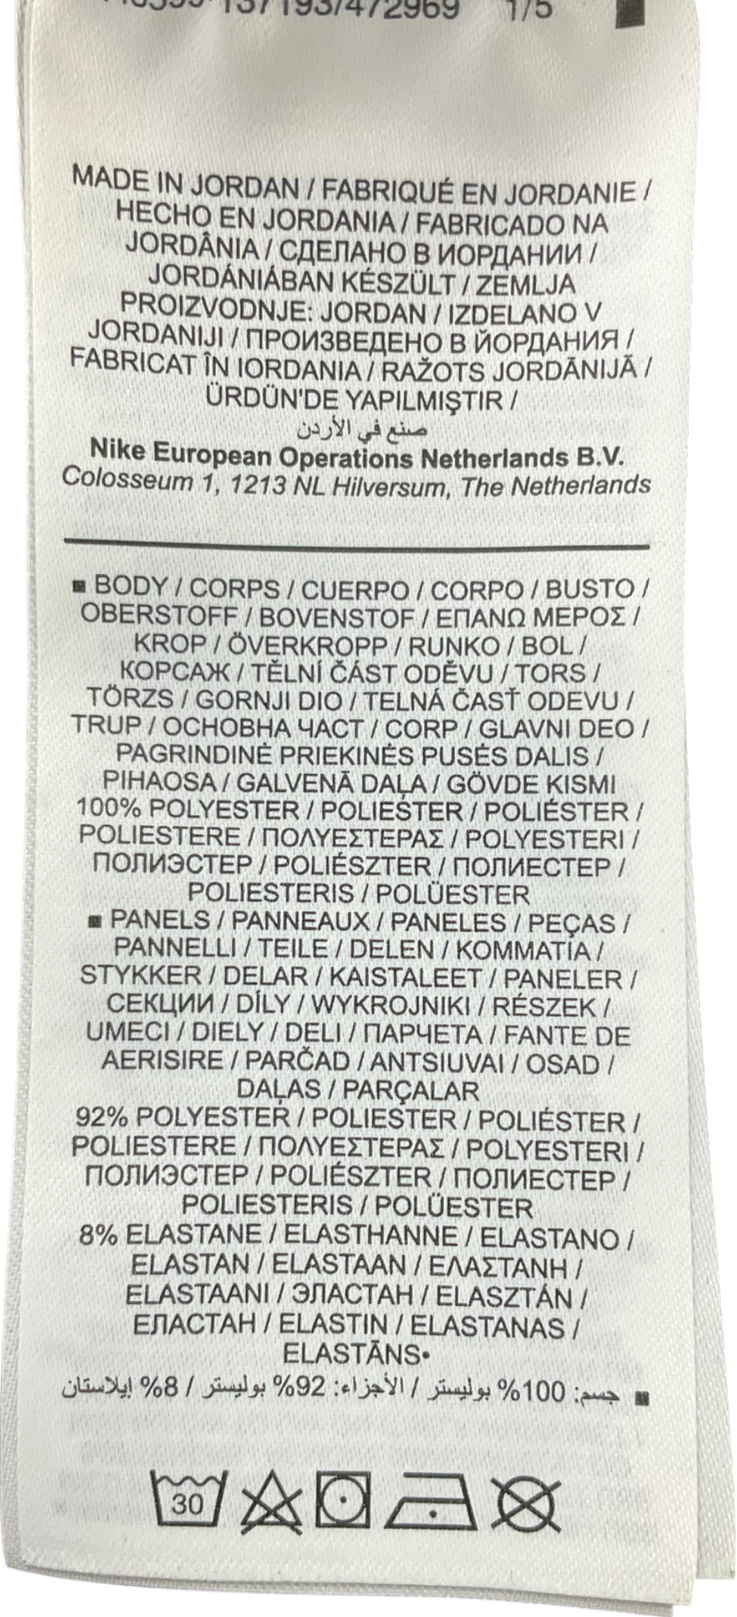 137193/472969 1/5
MADE IN JORDAN / FABRIQUÉ EN JORDANIE /
HECHO EN JORDANIA / FABRICADO NA
JORDÂNIA / СДЕЛАНО В ИОРДАНИИ /
JORDÁNIÁBAN KÉSZÜLT / ZEMLJA
PROIZVODNJE: JORDAN / IZDELANO V
JORDANIJI / ПРОИЗВЕДЕНО В ЙОРДАНИЯ /
FABRICAT ÎN IORDANIA / RAŽOTS JORDĀNIJĀ /
ÜRDÜN'DE YAPILMIŞTIR /
صنع في الأردن
Nike European Operations Netherlands B.V.
Colosseum 1, 1213 NL Hilversum, The Netherlands
■ BODY / CORPS / CUERPO / CORPO / BUSTO /
OBERSTOFF / BOVENSTOF / ΕΠΑΝΩ ΜΕΡΟΣ /
KROP / ÖVERKROPP / RUNKO / BOL /
КОРСАЖ / TĚLNÍ ČÁST ODĚVU / TORS /
TÖRZS / GORNJI DIO / TELNÁ ČASŤ ODEVU /
TRUP / ОСНОВНА ЧАСТ / CORP / GLAVNI DEO /
PAGRINDINĖ PRIEKINĖS PUSĖS DALIS /
PIHAOSA / GALVENĀ DAĻA / GÖVDE KISMI
100% POLYESTER / POLIESTER / POLIÉSTER /
POLIESTERE / ΠΟΛΥΕΣΤΕΡΑΣ / POLYESTERI /
ПОЛИЭСТЕР / POLIÉSZTER / ПОЛИЕСТЕР /
POLIESTERIS / POLÜESTER
■ PANELS / PANNEAUX / PANELES / PEÇAS /
PANNELLI / TEILE / DELEN / ΚΟΜΜΑΤΙΑ /
STYKKER / DELAR / KAISTALEET / PANELER /
СЕКЦИИ / DÍLY / WYKROJNIKI / RÉSZEK /
UMECI / DIELY / DELI / ПАРЧЕТА / FANTE DE
AERISIRE / PARČAD / ANTSIUVAI / OSAD /
DAĻAS / PARÇALAR
92% POLYESTER / POLIESTER / POLIÉSTER /
POLIESTERE / ΠΟΛΥΕΣΤΕΡΑΣ / POLYESTERI /
ПОЛИЭСТЕР / POLIÉSZTER / ПОЛИЕСТЕР /
POLIESTERIS / POLÜESTER
8% ELASTANE / ELASTHANNE / ELASTANO /
ELASTAN / ELASTAAN / ΕΛΑΣΤΑΝΗ /
ELASTAANI / ЭЛАСТАН / ELASZTÁN /
ЕЛАСТАН / ELASTIN / ELASTANAS /
ELASTĀNS•
■ جسم: 100% بوليستر / الأجزاء: 92% بوليستر / 8% إيلاستان
30